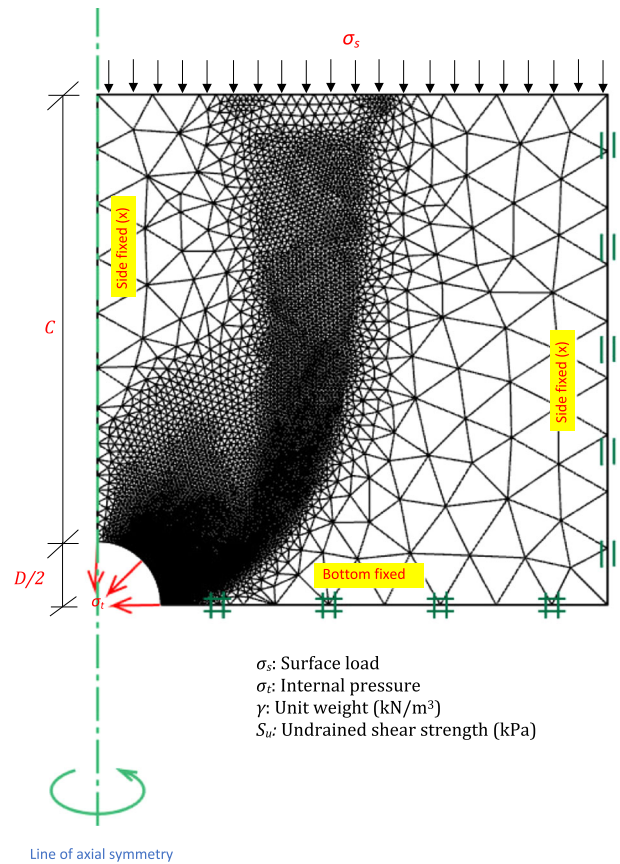 σₛ
Side fixed (x)
C
Side fixed (x)
D/2
σₜ
Bottom fixed
σₛ: Surface load
σₜ: Internal pressure
γ: Unit weight (kN/m³)
Sᵤ: Undrained shear strength (kPa)
Line of axial symmetry